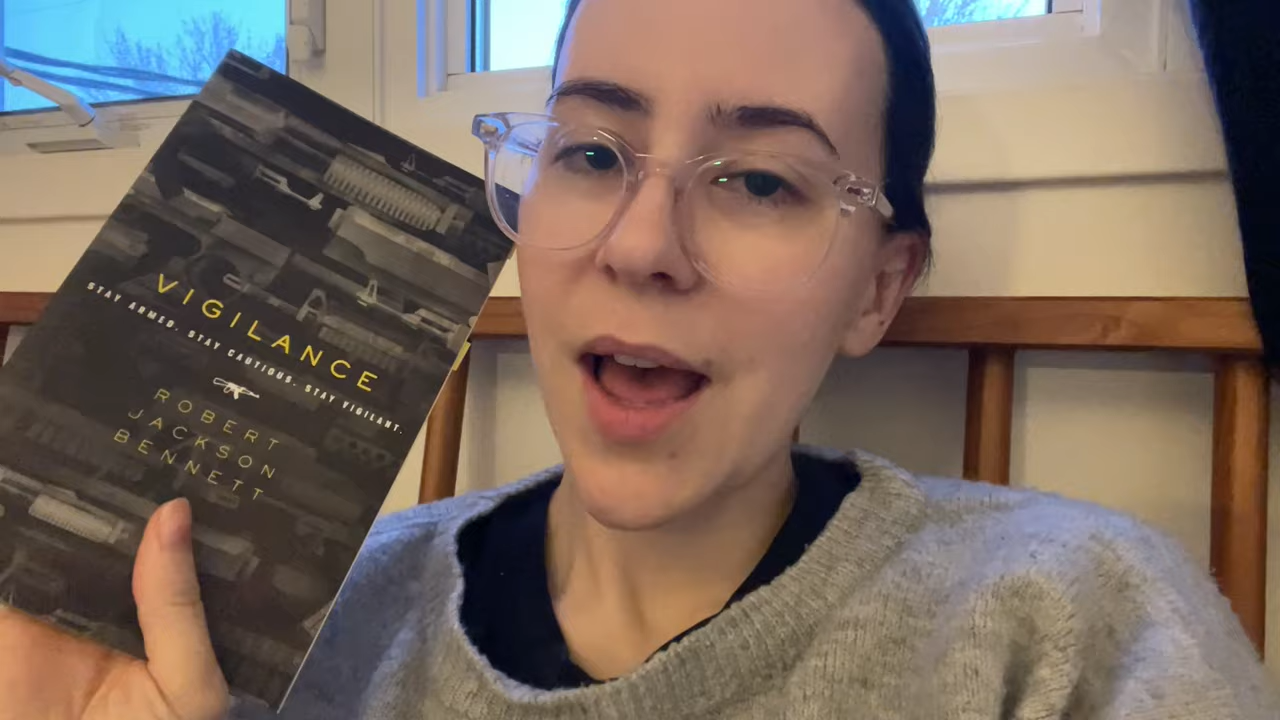 VIGILANCE
STAY ARMED. STAY CAUTIOUS. STAY VIGILANT.
ROBERT
JACKSON
BENNETT